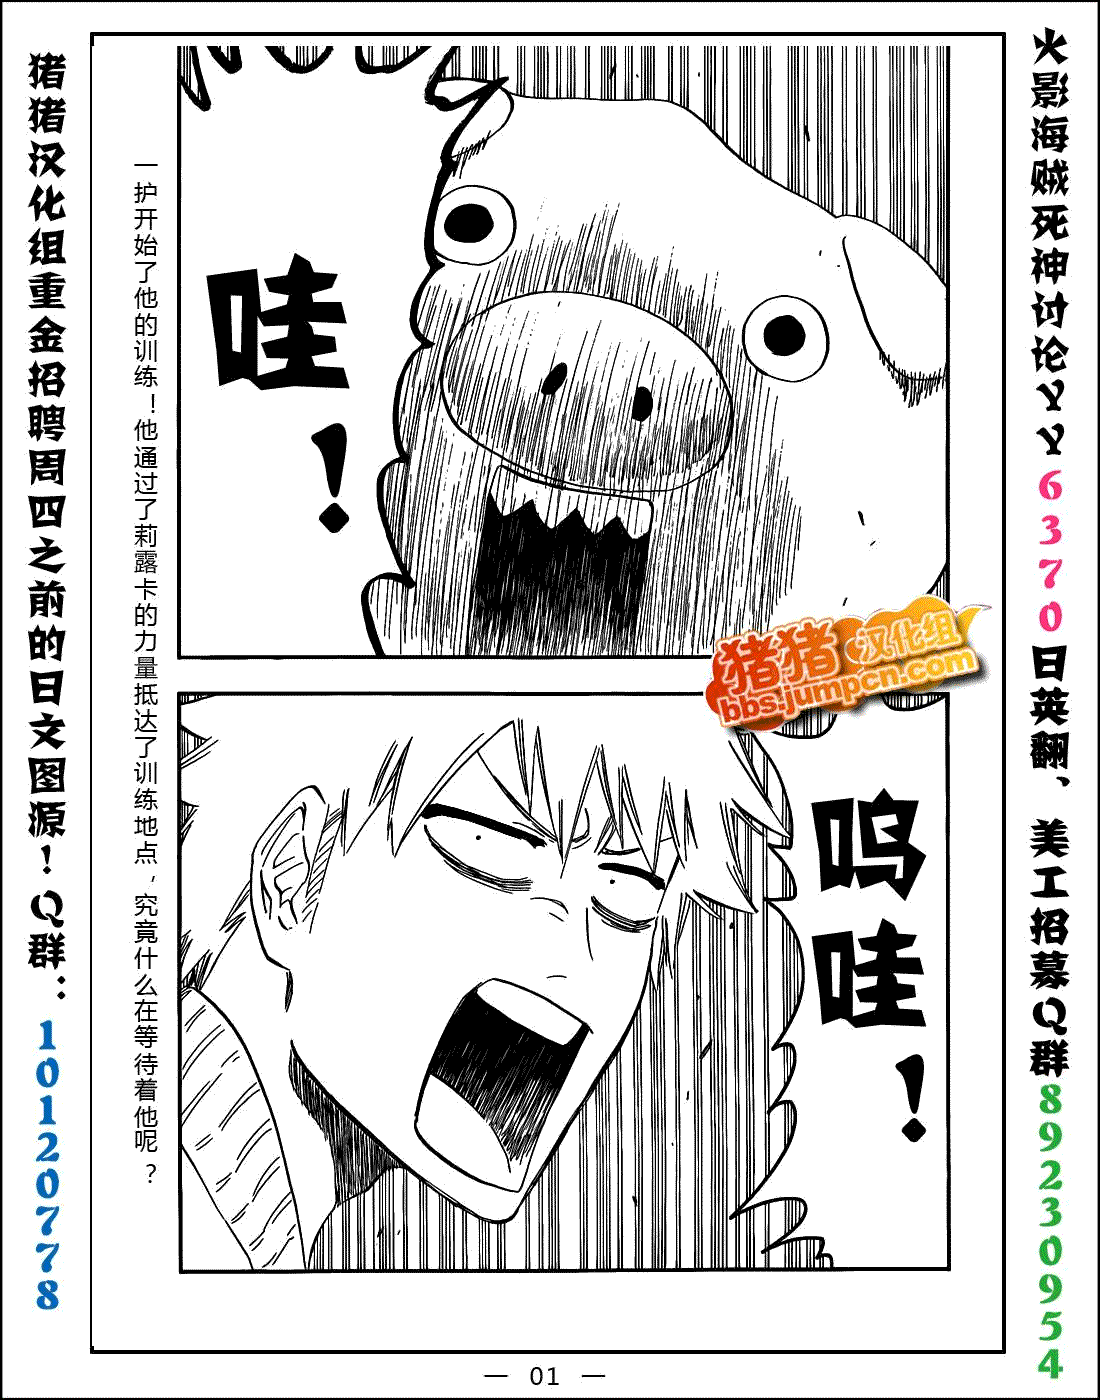 猪猪汉化组重金招聘周四之前的日文图源！Q群：101207778
一护开始了他的训练！他通过了莉露卡的力量抵达了训练地点，究竟什么在等待着他呢？
哇！
猪猪汉化组
bbs.jumpcn.com
呜哇！
火影海贼死神讨论YY6370日英翻、美工招募Q群89230954
— 01 —